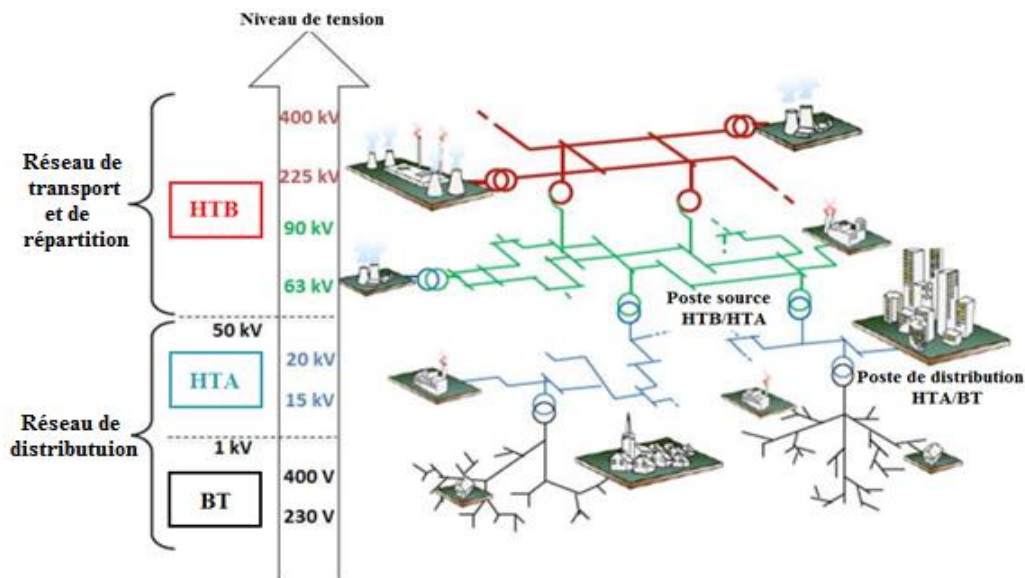 Niveau de tension
400 kV
Réseau de
transport
et de
répartition
HTB
225 kV
90 kV
63 kV
Poste source
HTB/HTA
50 kV
HTA
20 kV
15 kV
Poste de distribution
HTA/BT
Réseau de
distributuion
1 kV
BT
400 V
230 V